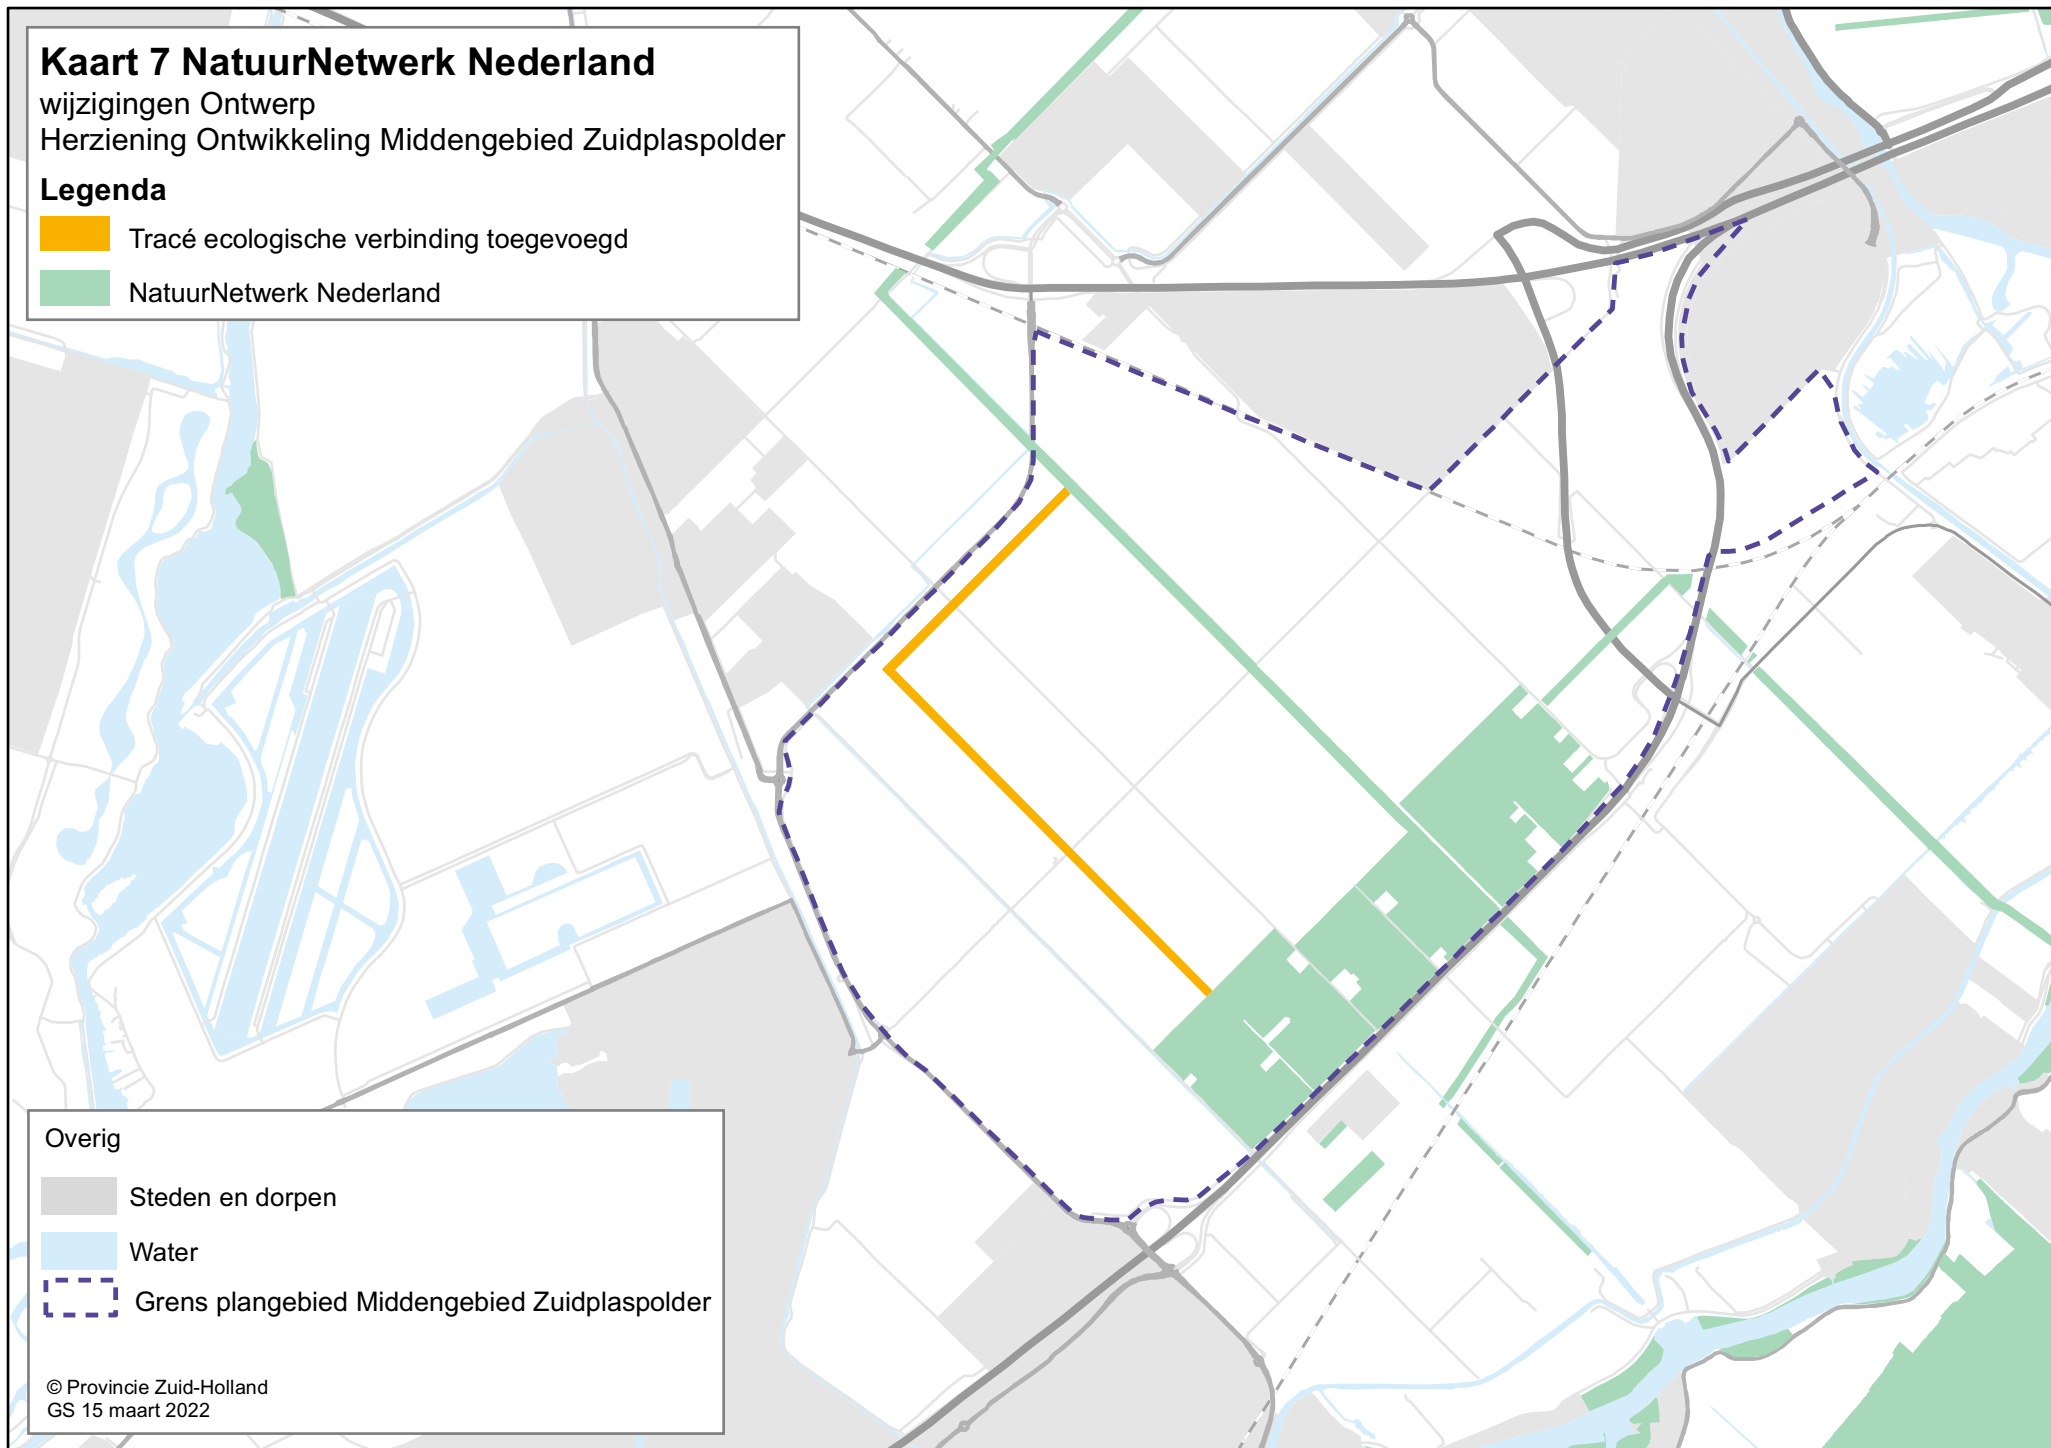 Kaart 7 NatuurNetwerk Nederland
wijzigingen Ontwerp
Herziening Ontwikkeling Middengebied Zuidplaspolder
Legenda
Tracé ecologische verbinding toegevoegd
NatuurNetwerk Nederland
Overig
Steden en dorpen
Water
Grens plangebied Middengebied Zuidplaspolder
© Provincie Zuid-Holland
GS 15 maart 2022